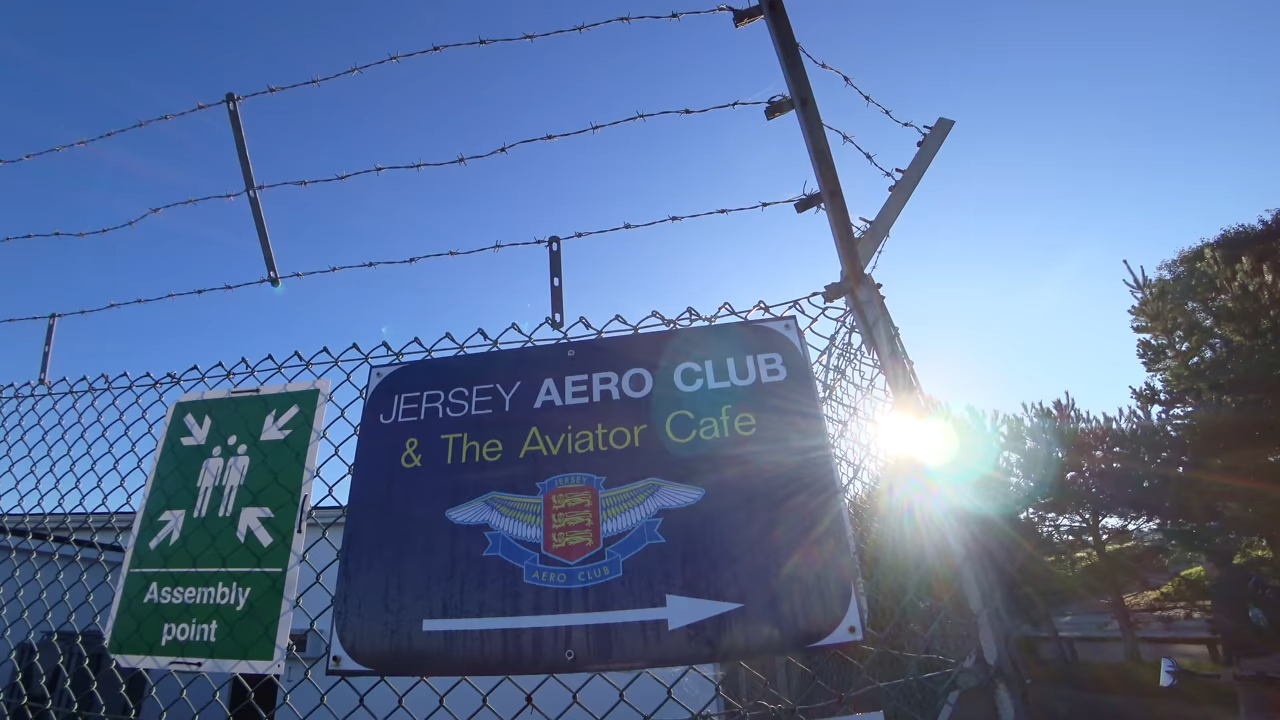 JERSEY AERO CLUB
& The Aviator Cafe
JERSEY
AERO CLUB
Assembly
point